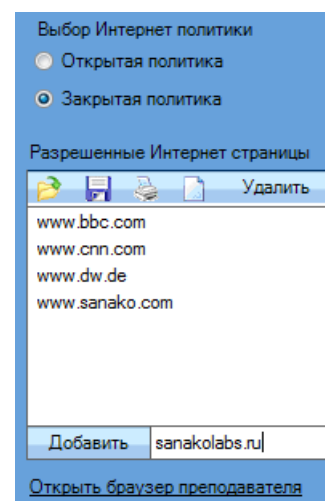 Выбор Интернет политики
Открытая политика
Закрытая политика
Разрешенные Интернет страницы
Удалить
www.bbc.com
www.cnn.com
www.dw.de
www.sanako.com
Добавить sanakolabs.ru
Открыть браузер преподавателя